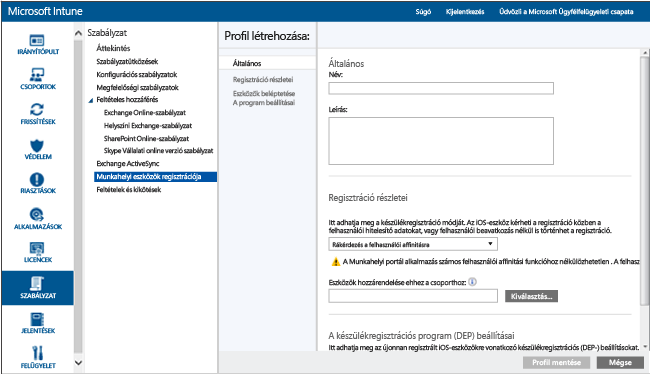 Microsoft Intune
Súgó
Kijelentkezés
Üdvözli a Microsoft Ügyfélfelügyeleti csapata
IRÁNYÍTÓPULT
CSOPORTOK
FRISSÍTÉSEK
VÉDELEM
RIASZTÁSOK
ALKALMAZÁSOK
LICENCEK
SZABÁLYZAT
JELENTÉSEK
FELÜGYELET
Szabályzat
Áttekintés
Szabályzatütközések
Konfigurációs szabályzatok
Megfelelőségi szabályzatok
Feltételes hozzáférés
Exchange Online-szabályzat
Helyszíni Exchange-szabályzat
SharePoint Online-szabályzat
Skype Vállalati online verzió szabályzat
Exchange ActiveSync
Munkahelyi eszközök regisztrációja
Feltételek és kikötések
Profil létrehozása:
Általános
Regisztráció részletei
Eszközök beléptetése
A program beállításai
Általános
Név:
Leírás:
Regisztráció részletei
Itt adhatja meg a készülékregisztráció módját. Az iOS-eszköz kérheti a regisztráció közben a
felhasználói hitelesítő adatokat, vagy felhasználói beavatkozás nélkül is történhet a regisztráció.
Rákérdezés a felhasználói affinitásra
A Munkahelyi portál alkalmazás számos felhasználói affinitási funkcióhoz nélkülözhetetlen . A felhasz
Eszközök hozzárendelése ehhez a csoporthoz:
Kiválasztás...
A készülékregisztrációs program (DEP) beállításai
Itt adhatja meg az újonnan regisztrált iOS-eszközökre vonatkozó készülékregisztrációs (DEP-) beállításokat.
Profil mentése
Mégse